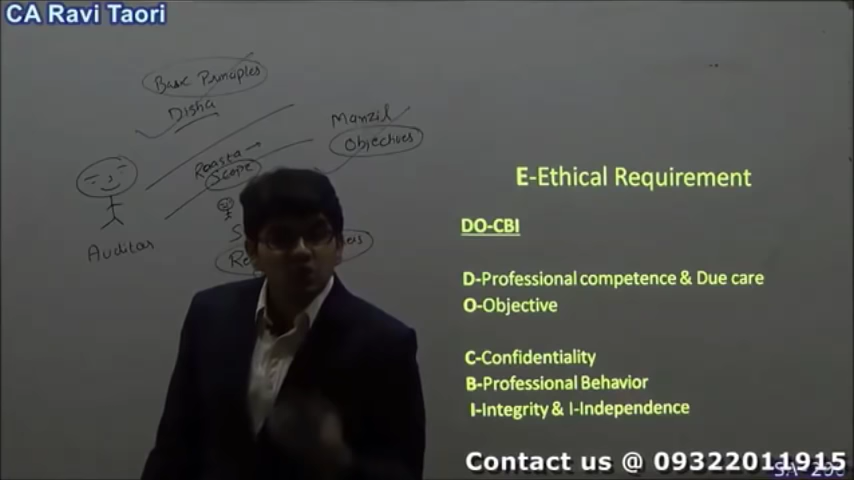 CA Ravi Taori
Basic Principles
Disha
Manzil
Objectives
Raasta
Scope
Auditor
E-Ethical Requirement
DO-CBI
D-Professional competence & Due care
O-Objective
C-Confidentiality
B-Professional Behavior
I-Integrity & I-Independence
Contact us @ 09322011915